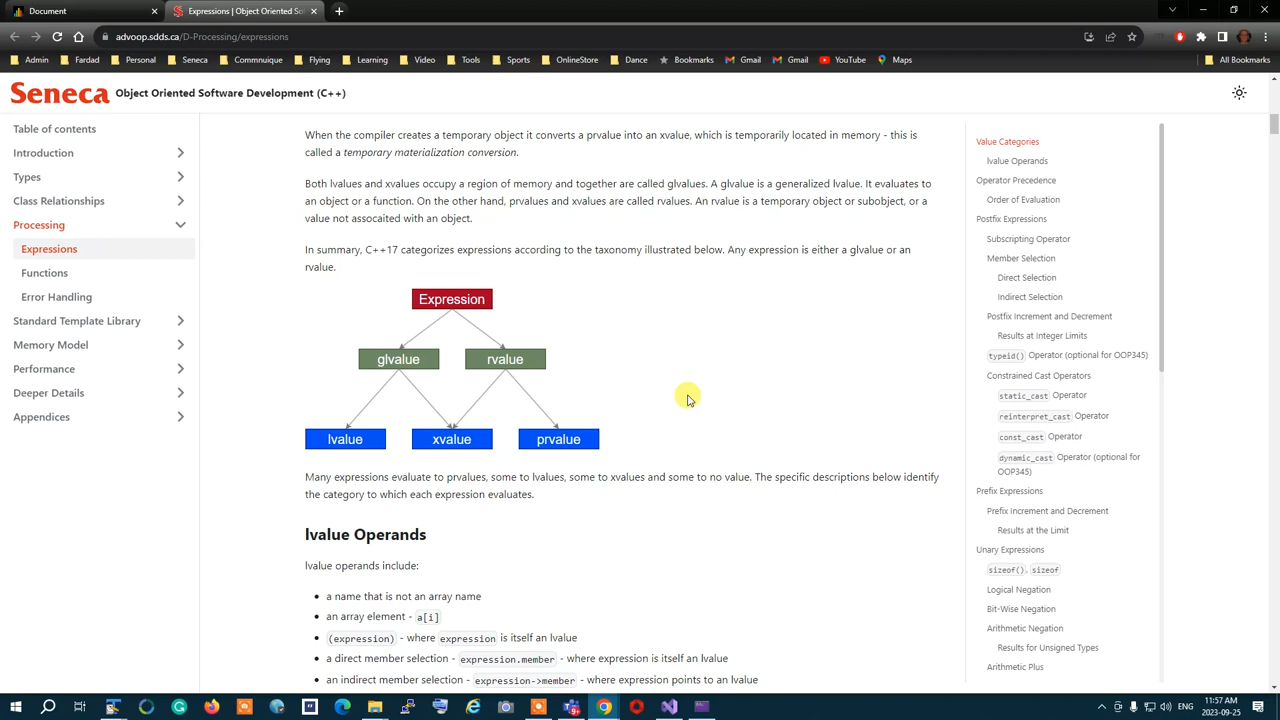 Document
Expressions | Object Oriented So
advoop.sdds.ca/D-Processing/expressions
Admin Fardad Personal Seneca Commnuique Flying Learning Video Tools Sports OnlineStore Dance Bookmarks Gmail Gmail YouTube Maps All Bookmarks
Seneca Object Oriented Software Development (C++)
Table of contents
Introduction
Types
Class Relationships
Processing
Expressions
Functions
Error Handling
Standard Template Library
Memory Model
Performance
Deeper Details
Appendices
When the compiler creates a temporary object it converts a prvalue into an xvalue, which is temporarily located in memory - this is
called a temporary materialization conversion.
Both lvalues and xvalues occupy a region of memory and together are called glvalues. A glvalue is a generalized lvalue. It evaluates to
an object or a function. On the other hand, prvalues and xvalues are called rvalues. An rvalue is a temporary object or subobject, or a
value not assocaited with an object.
In summary, C++17 categorizes expressions according to the taxonomy illustrated below. Any expression is either a glvalue or an
rvalue.
Expression
glvalue rvalue
lvalue xvalue prvalue
Many expressions evaluate to prvalues, some to lvalues, some to xvalues and some to no value. The specific descriptions below identify
the category to which each expression evaluates.
lvalue Operands
lvalue operands include:
• a name that is not an array name
• an array element - a[i]
• (expression) - where expression is itself an lvalue
• a direct member selection - expression.member - where expression is itself an lvalue
• an indirect member selection - expression->member - where expression points to an lvalue
Value Categories
lvalue Operands
Operator Precedence
Order of Evaluation
Postfix Expressions
Subscripting Operator
Member Selection
Direct Selection
Indirect Selection
Postfix Increment and Decrement
Results at Integer Limits
typeid() Operator (optional for OOP345)
Constrained Cast Operators
static_cast Operator
reinterpret_cast Operator
const_cast Operator
dynamic_cast Operator (optional for
OOP345)
Prefix Expressions
Prefix Increment and Decrement
Results at the Limit
Unary Expressions
sizeof(), sizeof
Logical Negation
Bit-Wise Negation
Arithmetic Negation
Results for Unsigned Types
Arithmetic Plus
ENG
11:57 AM
2023-09-25